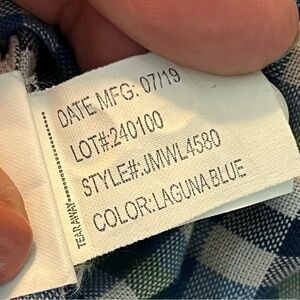 DATE MFG: 07/19
LOT#:240100
STYLE#:JMWL4580
COLOR:LAGUNA BLUE
TEAR AWAY